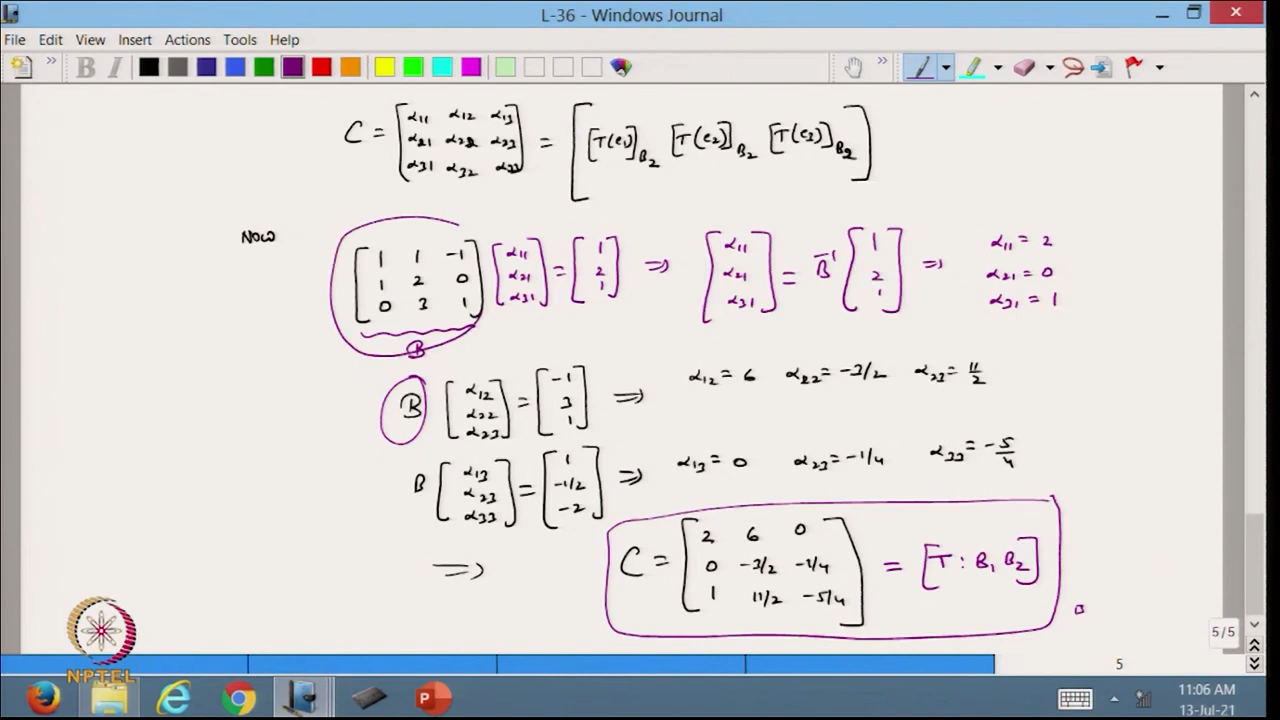 L-36 - Windows Journal
File Edit View Insert Actions Tools Help
C = [α11 α12 α13; α21 α22 α23; α31 α32 α33] = [[T(e1)]B2 [T(e2)]B2 [T(e3)]B2]
Now [1 1 -1; 1 2 0; 0 3 1] [α11; α21; α31] = [1; 2; 1] ⇒ [α11; α21; α31] = B⁻¹ [1; 2; 1] ⇒ α11 = 2
α21 = 0
α31 = 1
B
B [α12; α22; α23] = [-1; 3; 1] ⇒ α12 = 6 α22 = -3/2 α23 = 11/2
B [α13; α23; α33] = [1; -1/2; -2] ⇒ α13 = 0 α23 = -1/4 α33 = -5/4
⇒ C = [2 6 0; 0 -3/2 -1/4; 1 11/2 -5/4] = [T : B1 B2]
5/5
NPTEL
5
11:06 AM
13-Jul-21